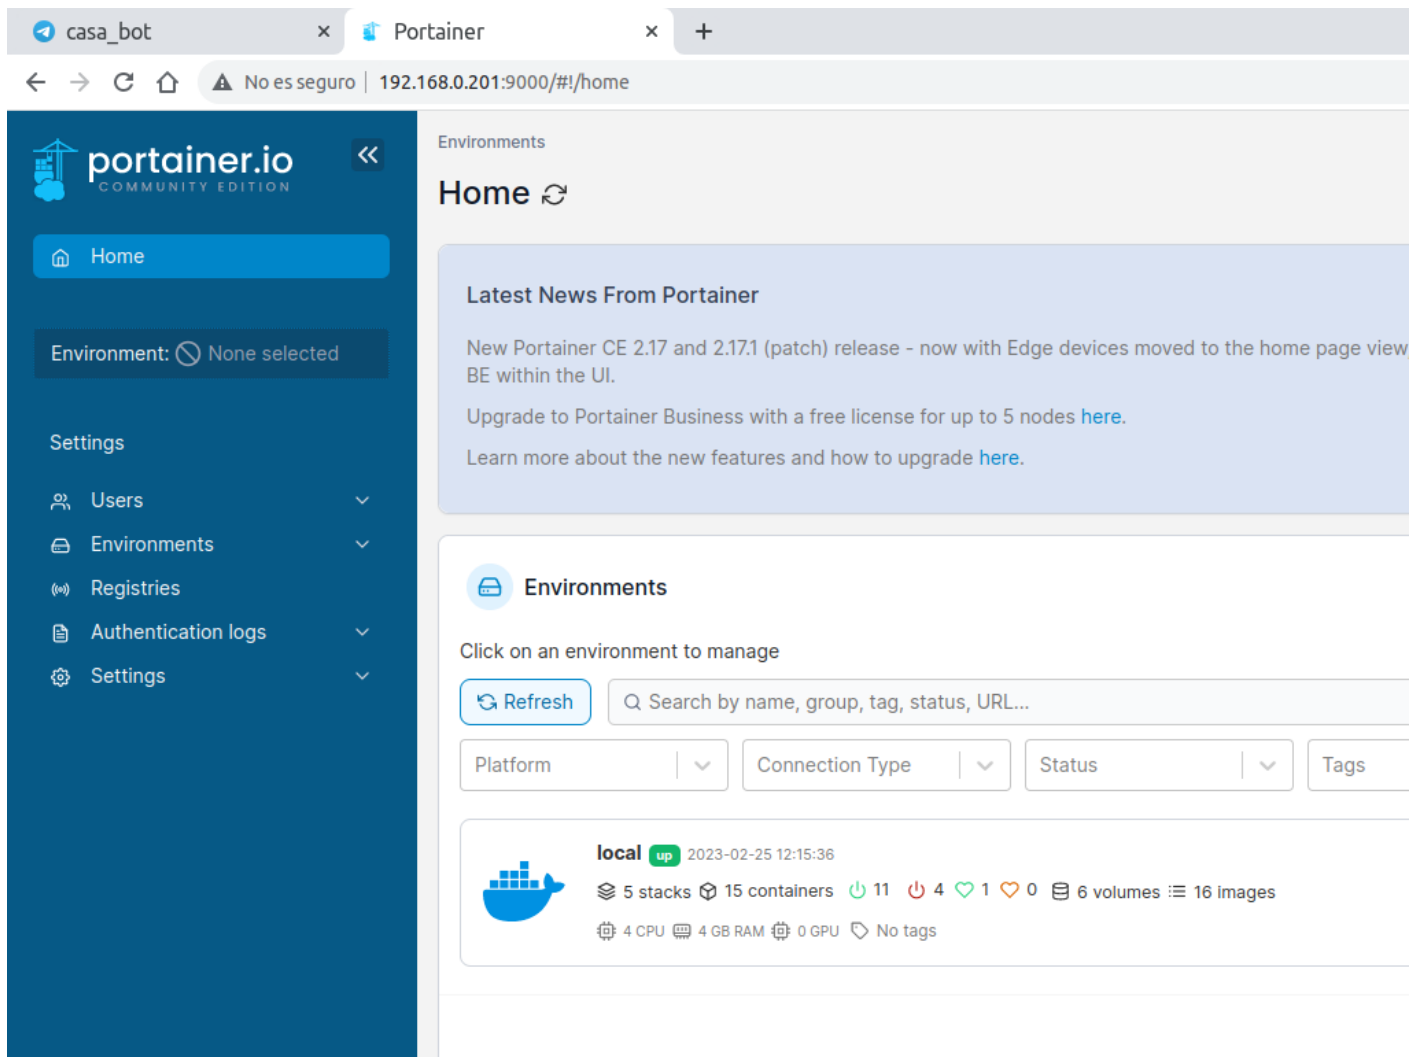 casa_bot
Portainer
No es seguro | 192.168.0.201:9000/#!/home
portainer.io
COMMUNITY EDITION
Home
Environment: None selected
Settings
Users
Environments
Registries
Authentication logs
Settings
Environments
Home
Latest News From Portainer
New Portainer CE 2.17 and 2.17.1 (patch) release - now with Edge devices moved to the home page view
BE within the UI.
Upgrade to Portainer Business with a free license for up to 5 nodes here.
Learn more about the new features and how to upgrade here.
Environments
Click on an environment to manage
Refresh
Search by name, group, tag, status, URL...
Platform
Connection Type
Status
Tags
local up 2023-02-25 12:15:36
5 stacks 15 containers 11 4 1 0 6 volumes 16 images
4 CPU 4 GB RAM 0 GPU No tags